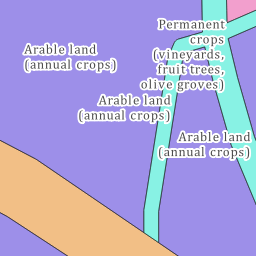 Permanent
crops
(vineyards,
fruit trees,
olive groves)
Arable land
(annual crops)
Arable land
(annual crops)
Arable land
(annual crops)